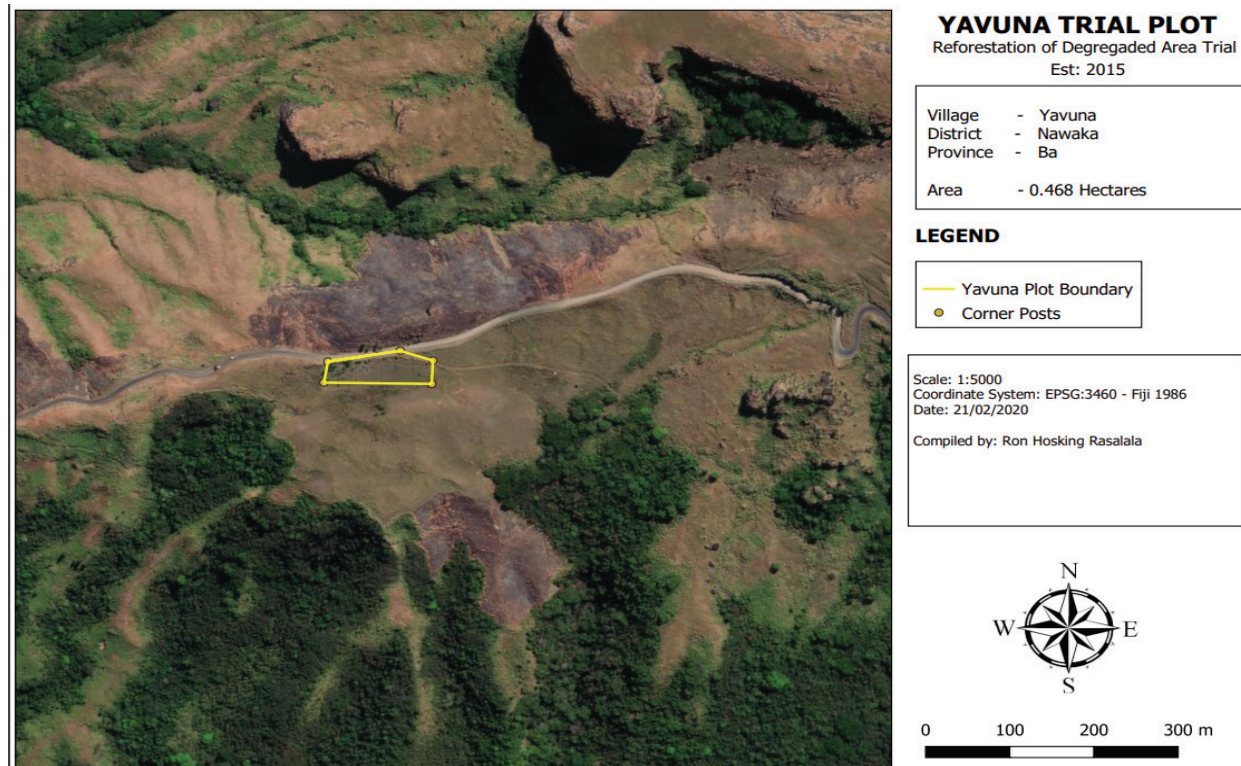 YAVUNA TRIAL PLOT
Reforestation of Degregaded Area Trial
Est: 2015
Village - Yavuna
District - Nawaka
Province - Ba
Area - 0.468 Hectares
LEGEND
Yavuna Plot Boundary
Corner Posts
Scale: 1:5000
Coordinate System: EPSG:3460 - Fiji 1986
Date: 21/02/2020
Compiled by: Ron Hosking Rasalala
N
W E
S
0 100 200 300 m